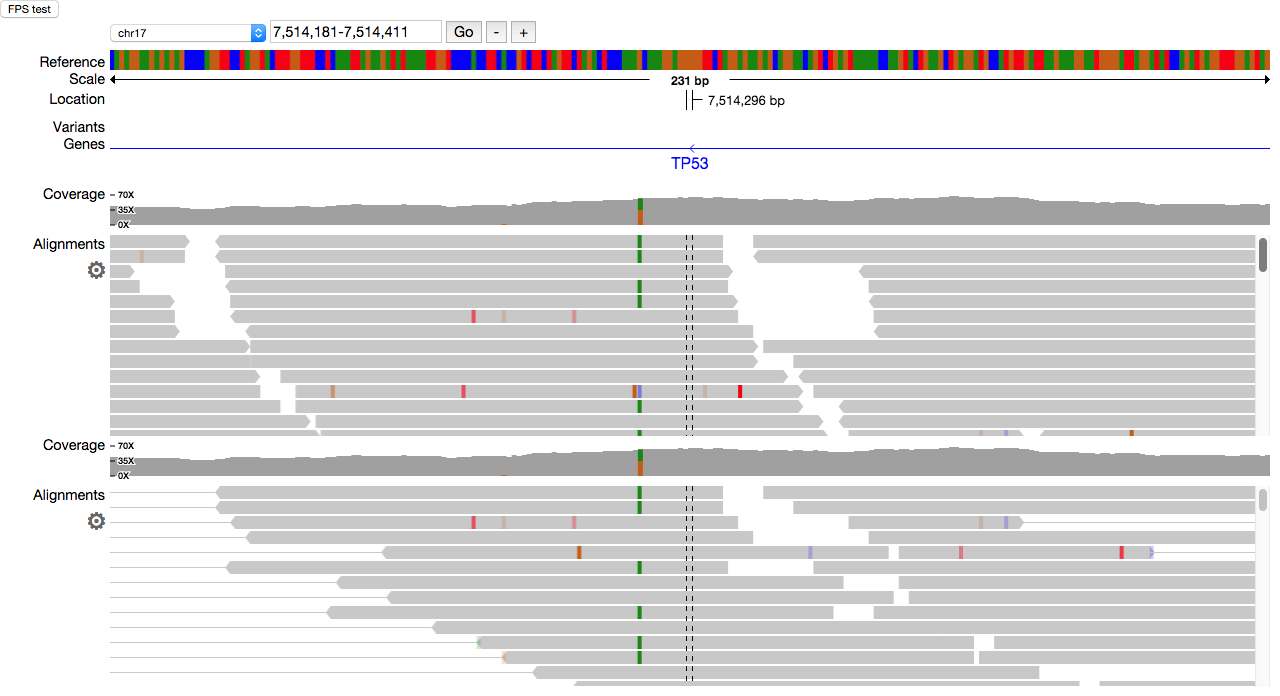 FPS test
chr17 7,514,181-7,514,411 Go - +
Reference
Scale 231 bp
Location 7,514,296 bp
Variants
Genes
TP53
Coverage 70X
35X
0X
Alignments
Coverage 70X
35X
0X
Alignments